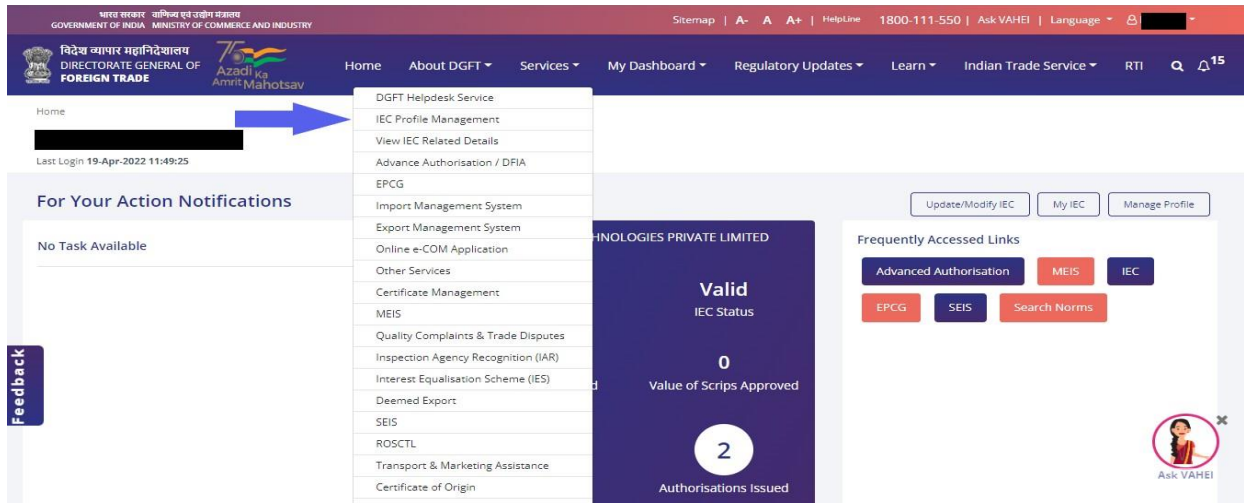 भारत सरकार वाणिज्य एवं उद्योग मंत्रालय
GOVERNMENT OF INDIA MINISTRY OF COMMERCE AND INDUSTRY
Sitemap | A- A A+ | HelpLine 1800-111-550 | Ask VAHEI | Language
विदेश व्यापार महानिदेशालय
DIRECTORATE GENERAL OF
FOREIGN TRADE
75
Azadi Ka
Amrit Mahotsav
Home About DGFT Services My Dashboard Regulatory Updates Learn Indian Trade Service RTI 15
Home
Last Login 19-Apr-2022 11:49:25
DGFT Helpdesk Service
IEC Profile Management
View IEC Related Details
Advance Authorisation / DFIA
EPCG
Import Management System
Export Management System
Online e-COM Application
Other Services
Certificate Management
MEIS
Quality Complaints & Trade Disputes
Inspection Agency Recognition (IAR)
Interest Equalisation Scheme (IES)
Deemed Export
SEIS
ROSCTL
Transport & Marketing Assistance
Certificate of Origin
For Your Action Notifications
Update/Modify IEC My IEC Manage Profile
No Task Available
HNOLOGIES PRIVATE LIMITED
Valid
IEC Status
0
d Value of Scrips Approved
2
Authorisations Issued
Frequently Accessed Links
Advanced Authorisation MEIS IEC
EPCG SEIS Search Norms
Feedback
Ask VAHEI